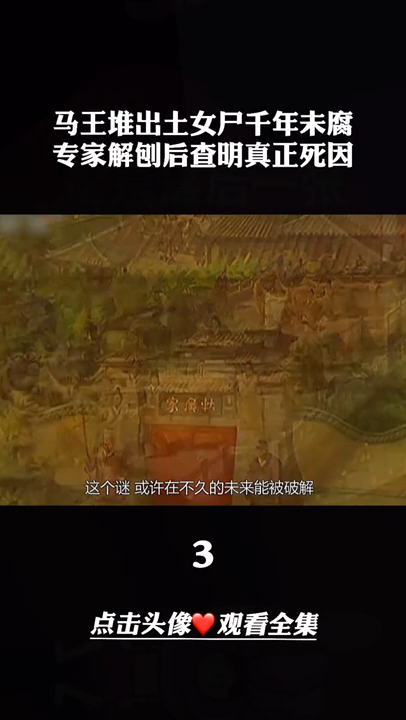 马王堆出土女尸千年未腐
专家解刨后查明真正死因
这个谜 或许在不久的未来能被破解
3
点击头像❤️观看全集